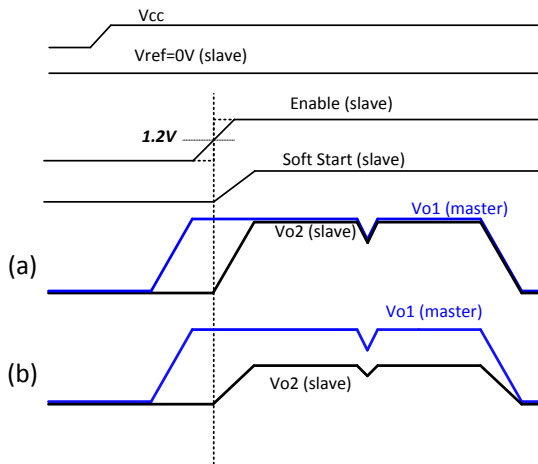 Vcc
Vref=0V (slave)
Enable (slave)
1.2V
Soft Start (slave)
Vo1 (master)
Vo2 (slave)
(a)
Vo1 (master)
(b)
Vo2 (slave)